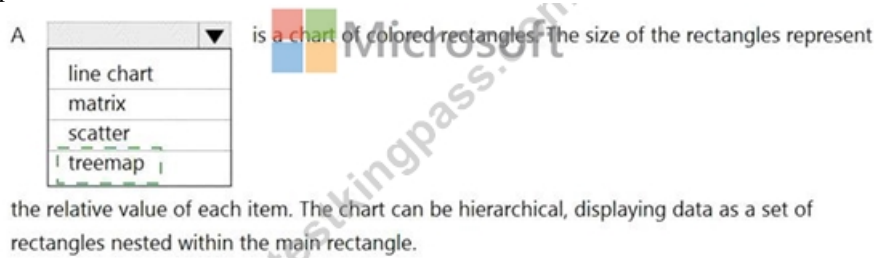 A ▼ is a chart of colored rectangles. The size of the rectangles represent
Microsoft
line chart
matrix
scatter
treemap
the relative value of each item. The chart can be hierarchical, displaying data as a set of
rectangles nested within the main rectangle.
testkingpass.com